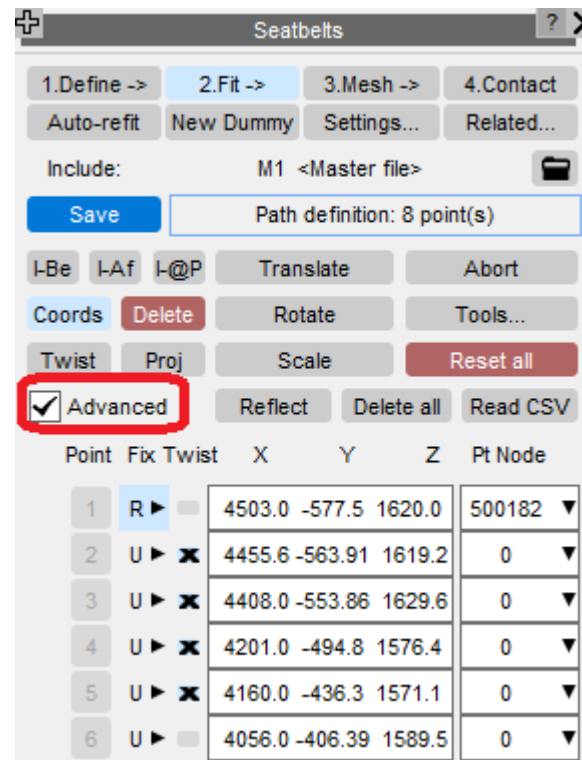 Seatbelts ?
1.Define -> 2.Fit -> 3.Mesh -> 4.Contact
Auto-refit New Dummy Settings... Related...
Include: M1 <Master file>
Save Path definition: 8 point(s)
I-Be I-Af I-@P Translate Abort
Coords Delete Rotate Tools...
Twist Proj Scale Reset all
Advanced Reflect Delete all Read CSV
Point Fix Twist X Y Z Pt Node
1 R 4503.0 -577.5 1620.0 500182
2 U 4455.6 -563.91 1619.2 0
3 U 4408.0 -553.86 1629.6 0
4 U 4201.0 -494.8 1576.4 0
5 U 4160.0 -436.3 1571.1 0
6 U 4056.0 -406.39 1589.5 0